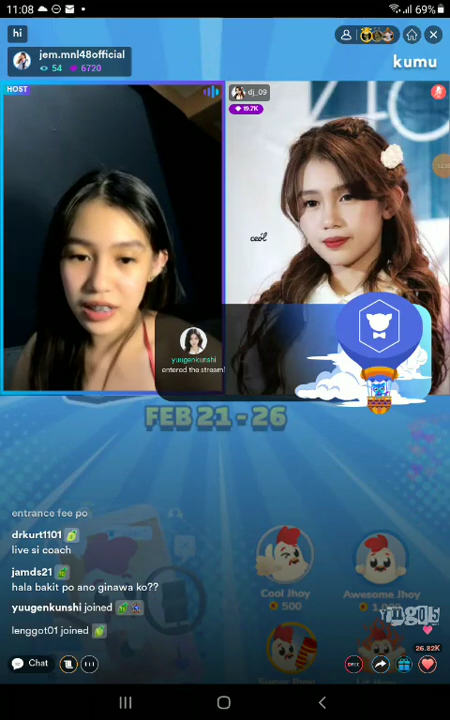 11:08
69%
hi
jem.mnl48official
54 6720
kumu
HOST
dj_09
19.7K
yuugenkunshi
entered the stream!
FEB 21 - 26
entrance fee po
drkurt1101
live si coach
jamds21
hala bakit po ano ginawa ko??
yuugenkunshi joined
lenggot01 joined
Cool Jhoy
500
Awesome Jhoy
26.82K
Chat